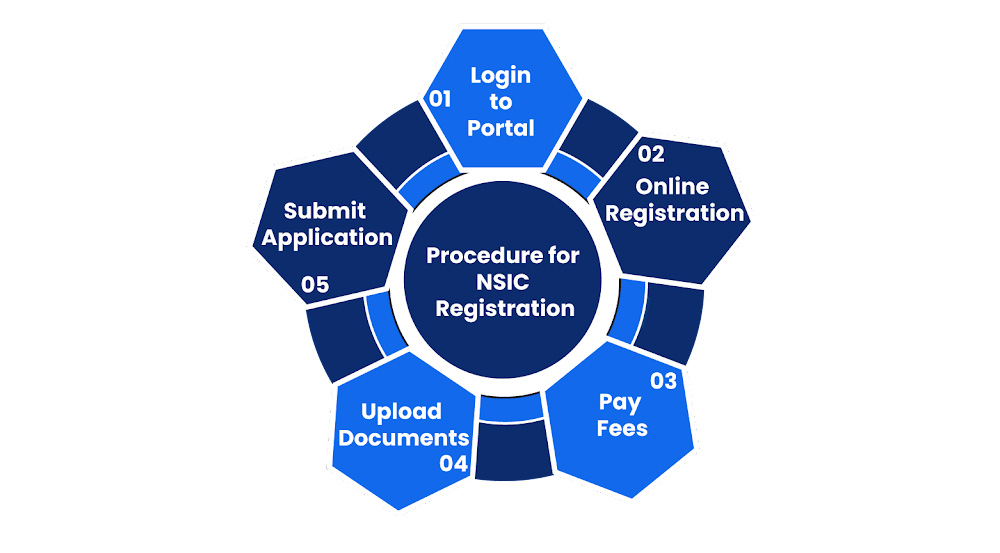 01
Login
to
Portal
02
Online
Registration
03
Pay
Fees
Upload
Documents
04
Submit
Application
05
Procedure for
NSIC
Registration